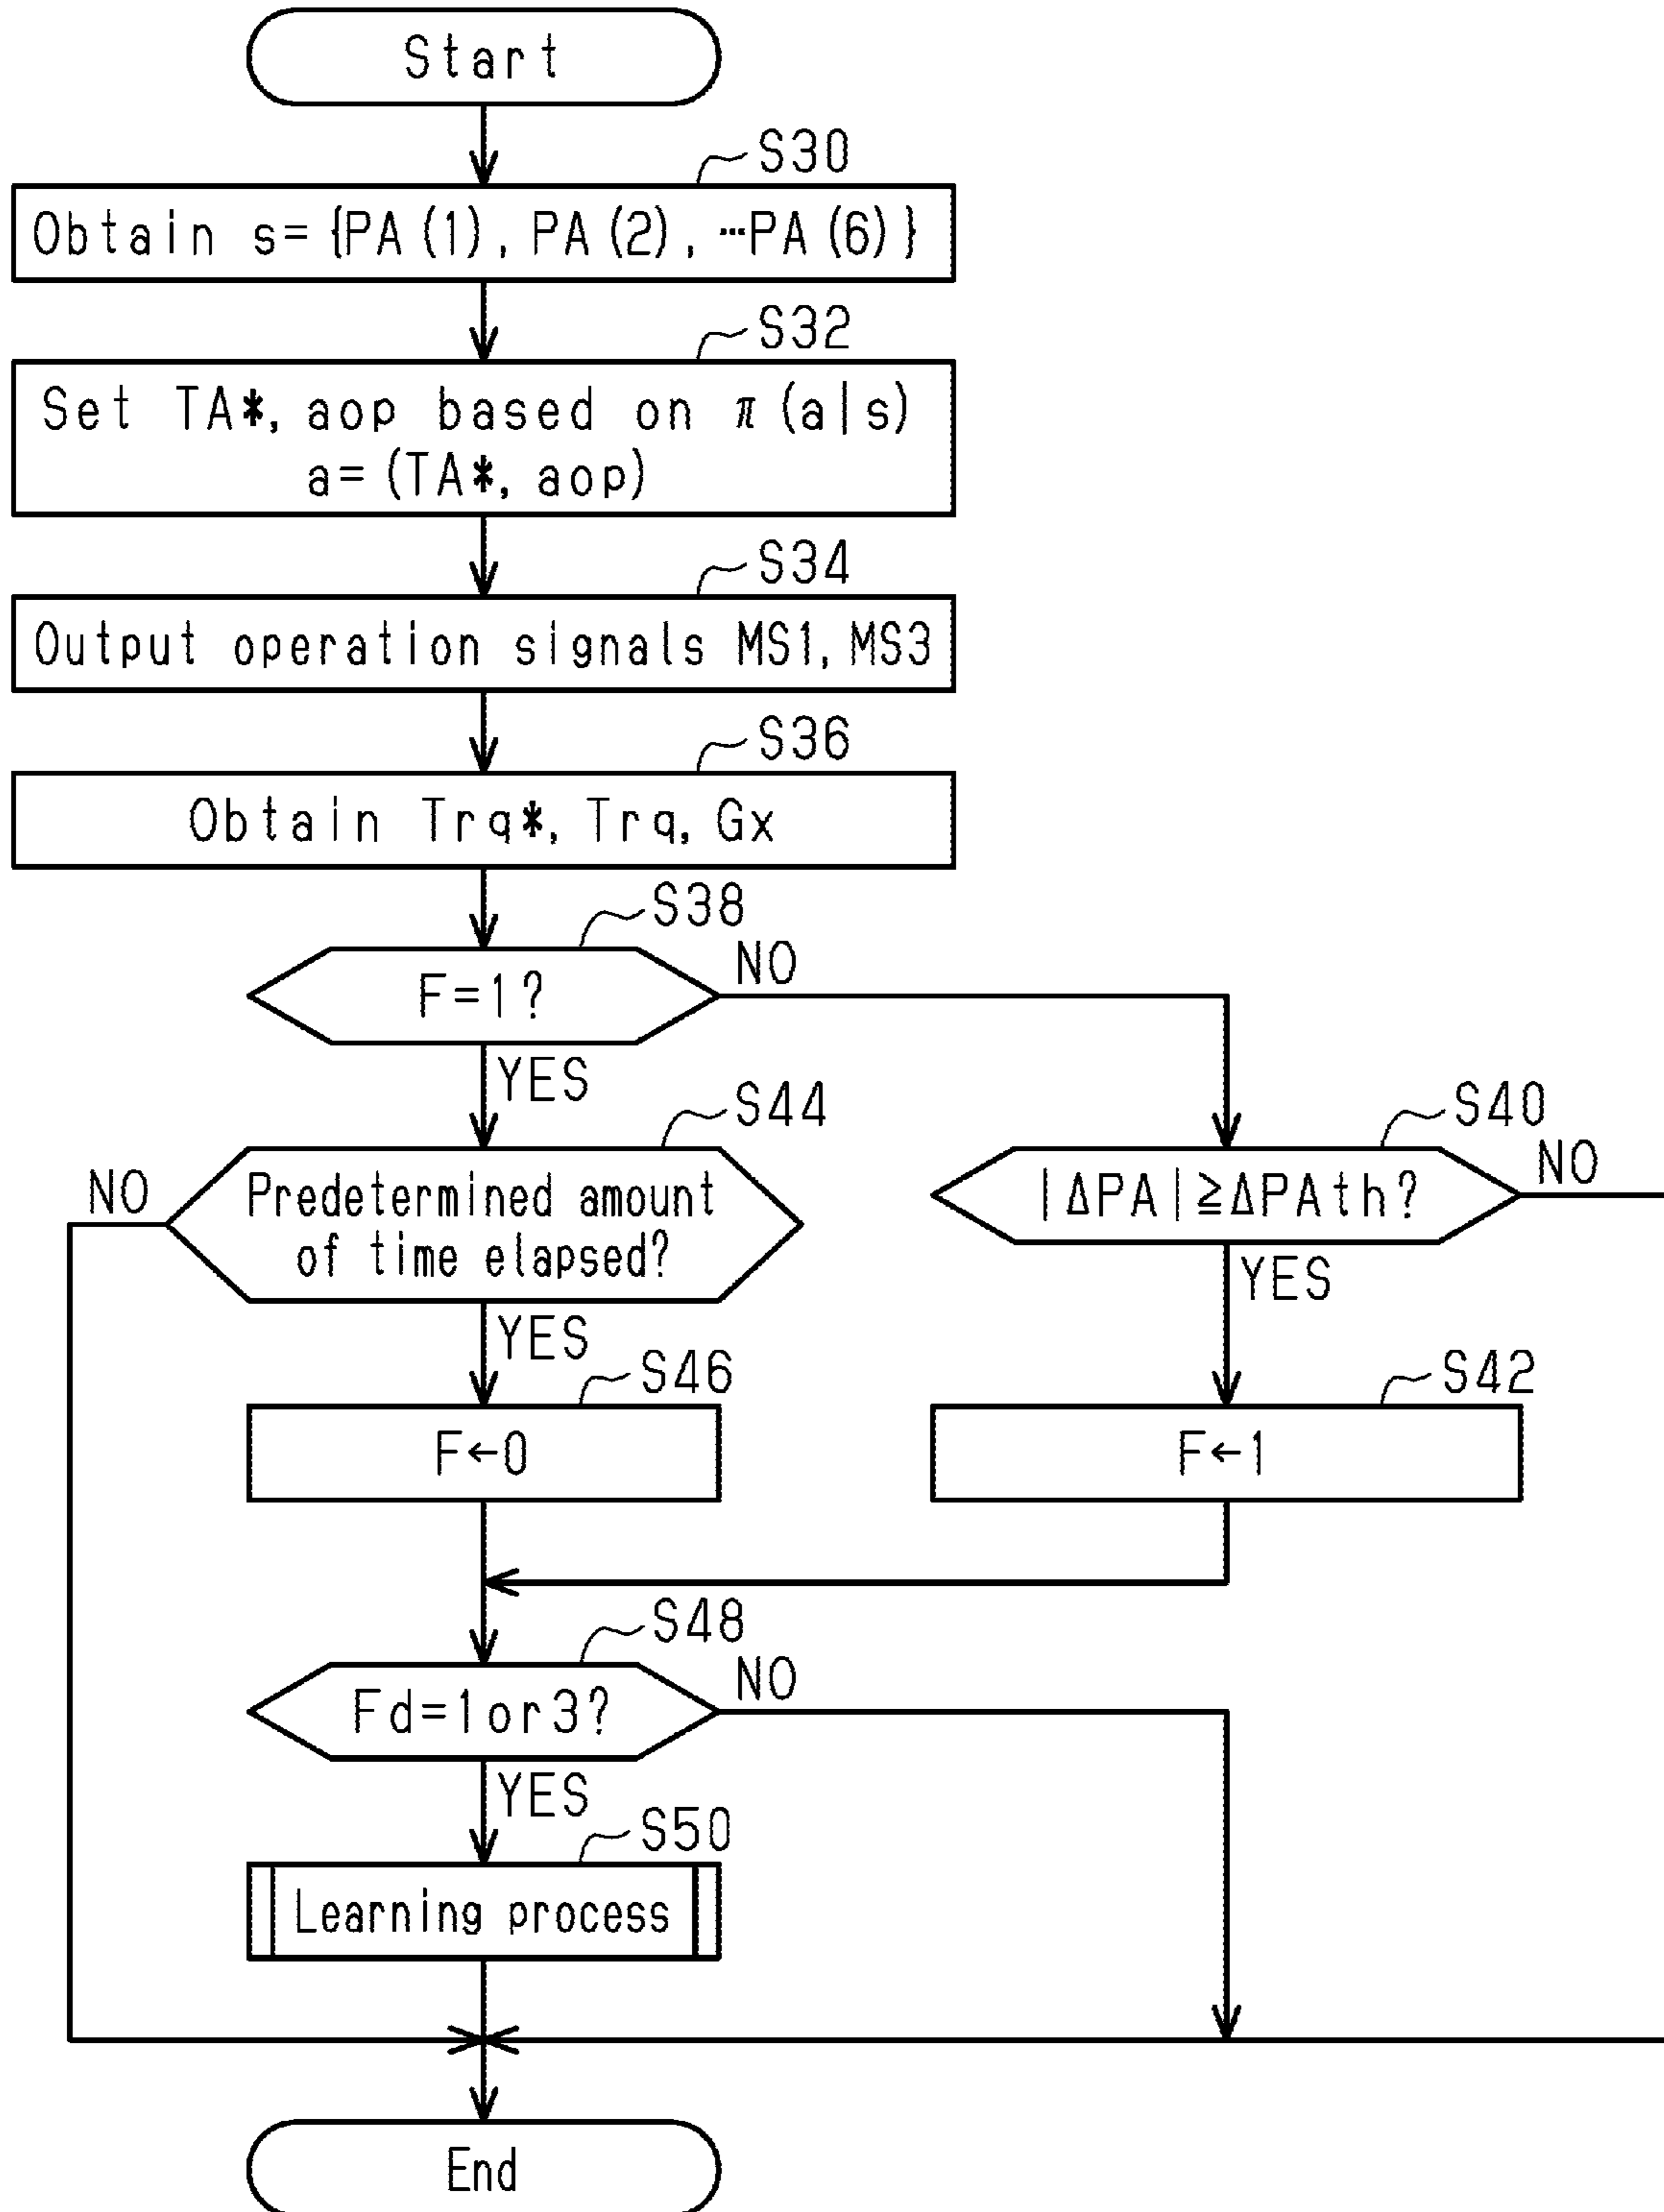 Start
S30
Obtain s={PA(1), PA(2), ···PA(6)}
S32
Set TA*, aop based on π(a|s)
a=(TA*, aop)
S34
Output operation signals MS1, MS3
S36
Obtain Trq*, Trq, Gx
S38
F=1?
NO
YES
S44
S40
NO
Predetermined amount
of time elapsed?
|ΔPA|≧ΔPAth?
NO
YES
YES
S46
S42
F←0
F←1
S48
Fd=1or3?
NO
YES
S50
Learning process
End